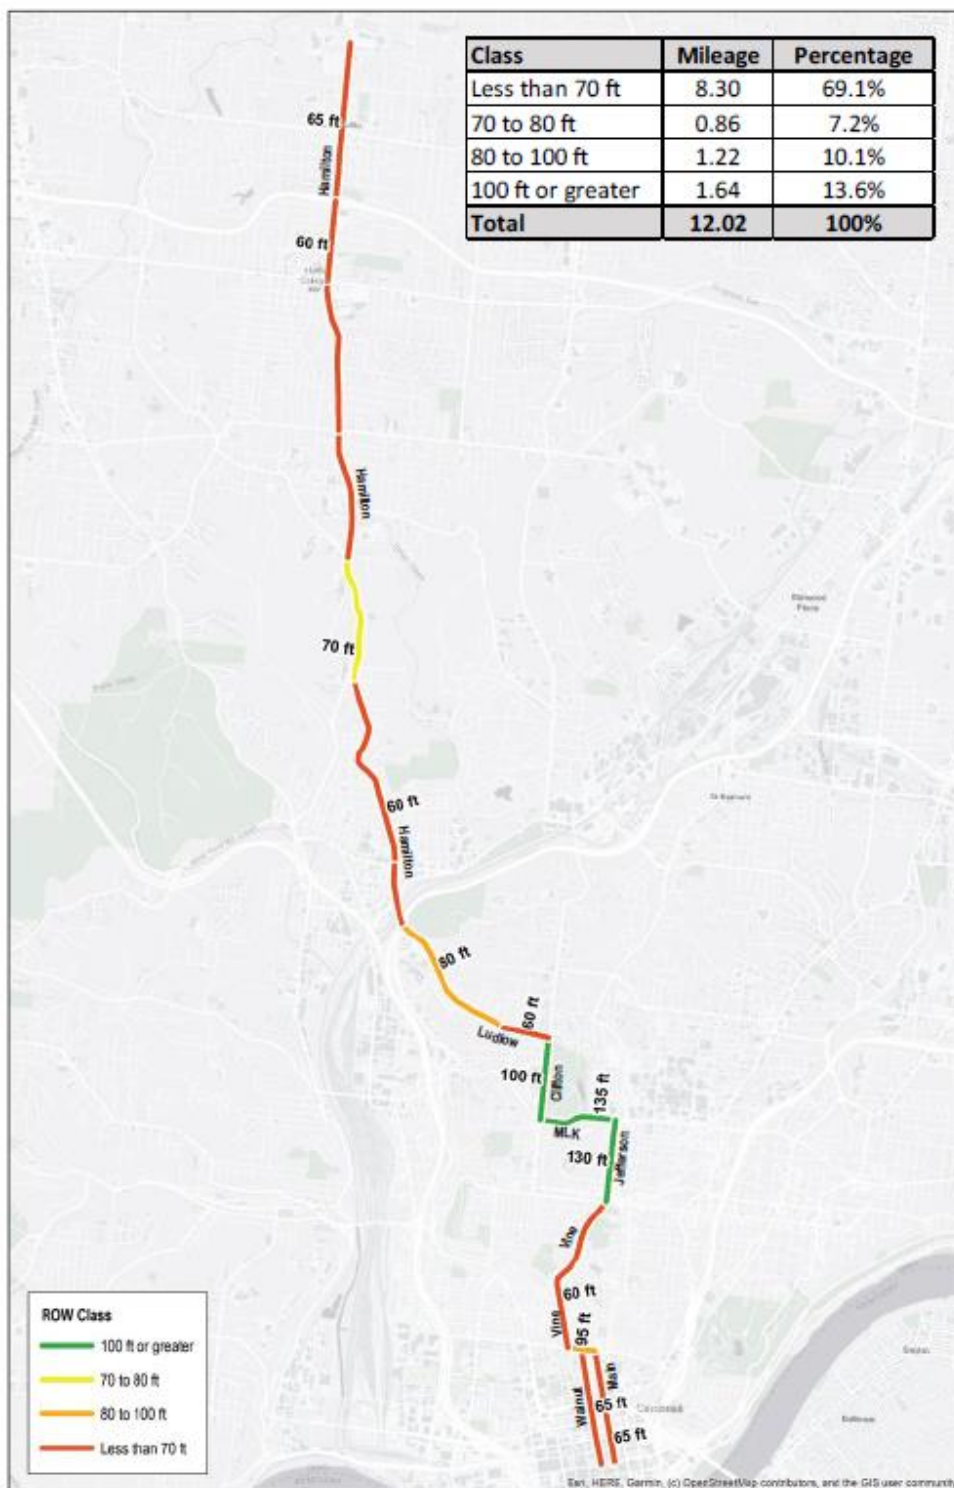 Class Mileage Percentage
Less than 70 ft 8.30 69.1%
70 to 80 ft 0.86 7.2%
80 to 100 ft 1.22 10.1%
100 ft or greater 1.64 13.6%
Total 12.02 100%
65 ft
Hamilton
60 ft
Hamilton
70 ft
60 ft
Hamilton
80 ft
60 ft
Ludlow
100 ft
Clifton
135 ft
MLK
130 ft
Jefferson
Vine
60 ft
Vine
95 ft
Main
Walnut
65 ft
65 ft
ROW Class
100 ft or greater
70 to 80 ft
80 to 100 ft
Less than 70 ft
Esri, HERE, Garmin, (c) OpenStreetMap contributors, and the GIS user community